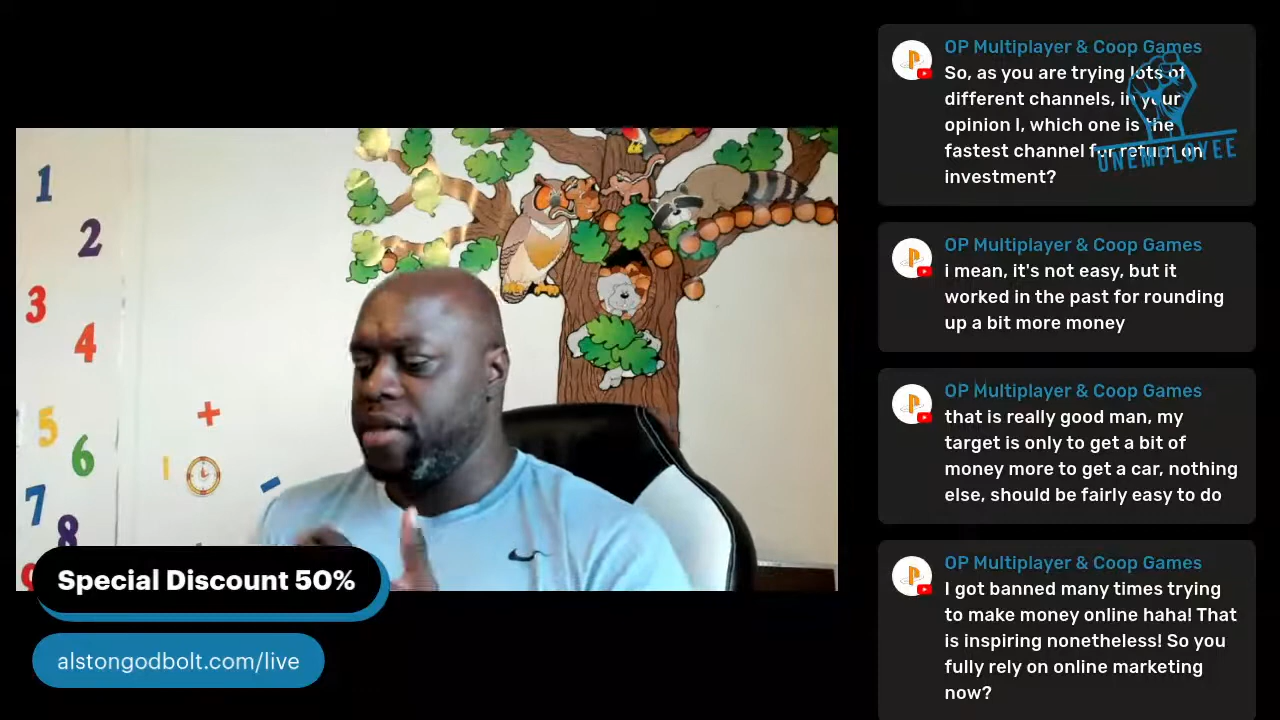 1
2
3
4
5
6
7
8
Special Discount 50%
alstongodbolt.com/live
OP Multiplayer & Coop Games
So, as you are trying lots of
different channels, in your
opinion I, which one is the
fastest channel for return on
investment?
UNEMPLOYEE
OP Multiplayer & Coop Games
i mean, it's not easy, but it
worked in the past for rounding
up a bit more money
OP Multiplayer & Coop Games
that is really good man, my
target is only to get a bit of
money more to get a car, nothing
else, should be fairly easy to do
OP Multiplayer & Coop Games
I got banned many times trying
to make money online haha! That
is inspiring nonetheless! So you
fully rely on online marketing
now?